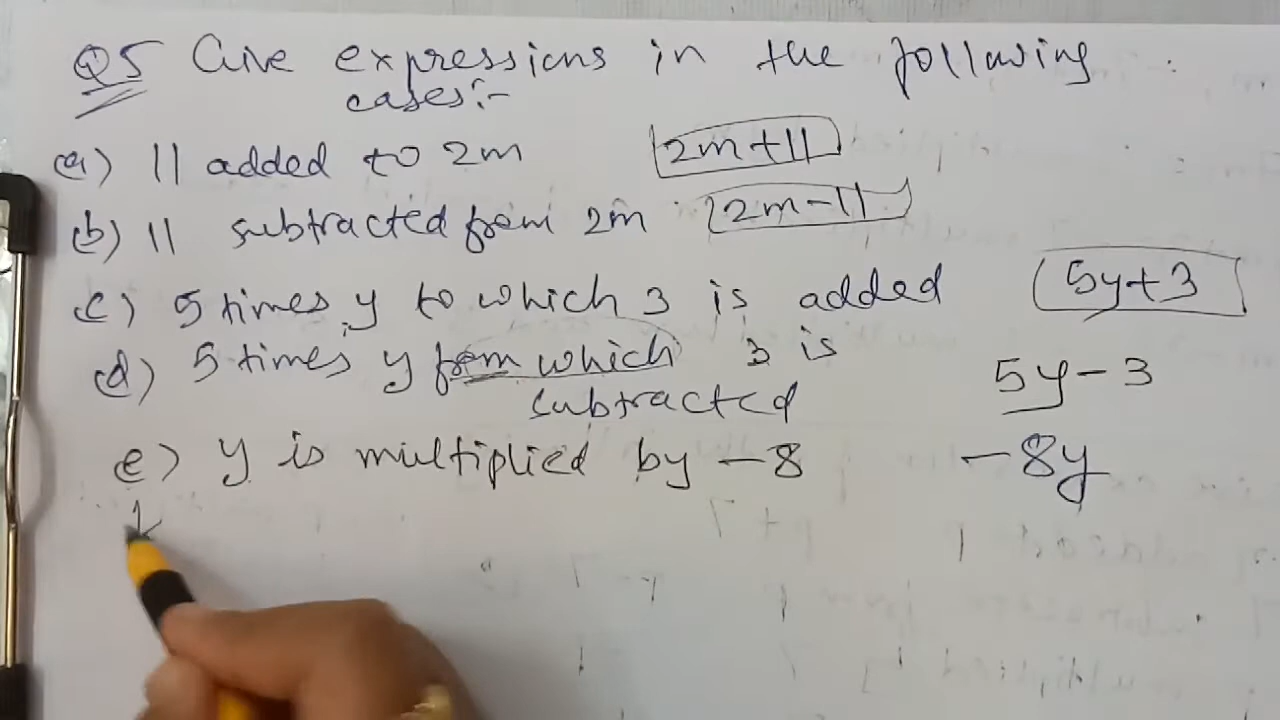 Q5 Give expressions in the following :
cases:-
(a) 11 added to 2m 2m+11
(b) 11 subtracted from 2m 2m-11
(c) 5 times y to which 3 is added 5y+3
(d) 5 times y from which 3 is 5y-3
subtracted
(e) y is multiplied by -8 -8y